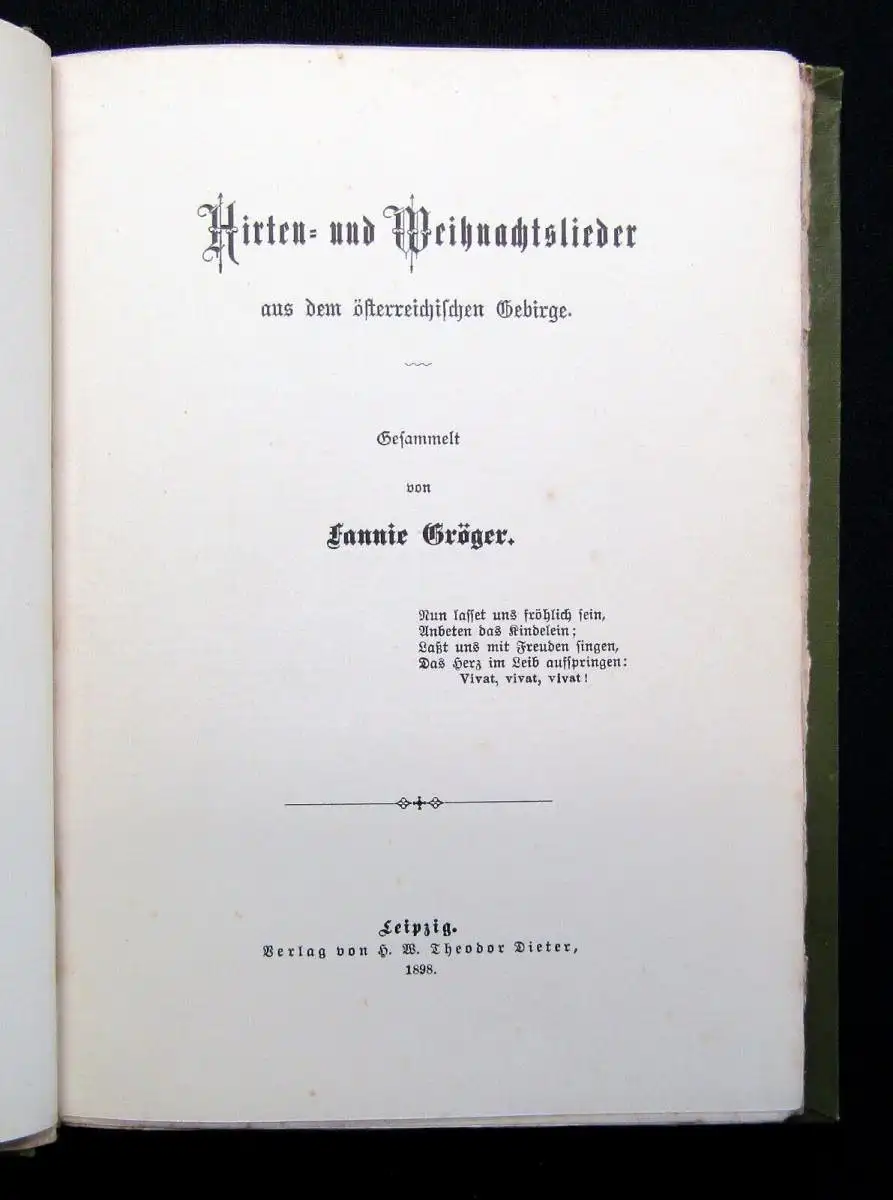 Hirten- und Weihnachtslieder
aus dem österreichischen Gebirge.
Gesammelt
von
Fannie Gröger.
Nun lasset uns fröhlich sein,
Anbeten das Kindelein;
Laßt uns mit Freuden singen,
Das Herz im Leib aufspringen:
Vivat, vivat, vivat!
Leipzig.
Verlag von H. W. Theodor Dieter,
1898.